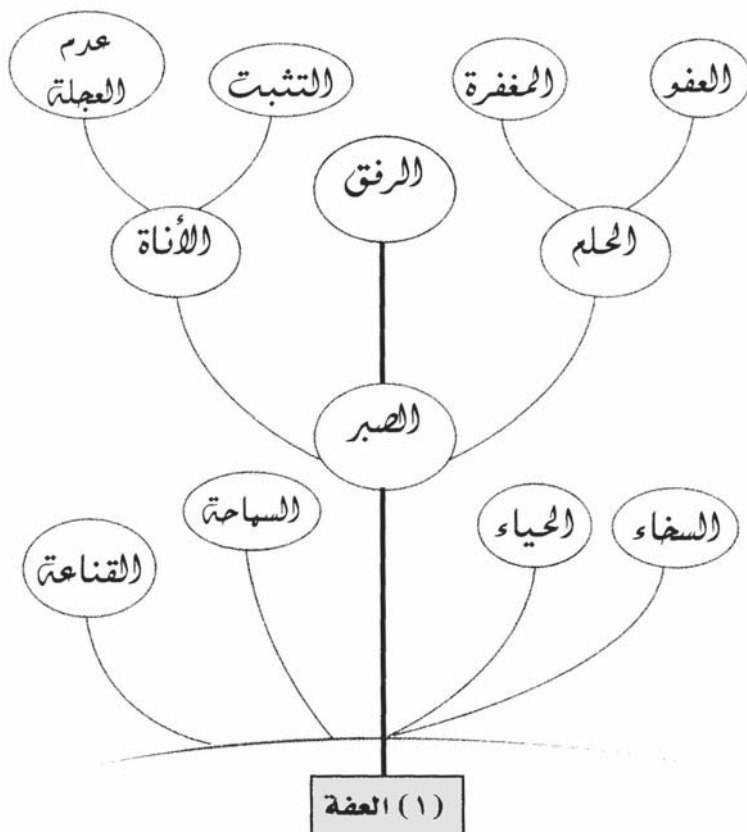 العفو
المغفرة
التثبت
عدم
العجلة
الرفق
الحلم
الأناة
الصبر
السخاء
الحياء
السماحة
القناعة
(١) العفة